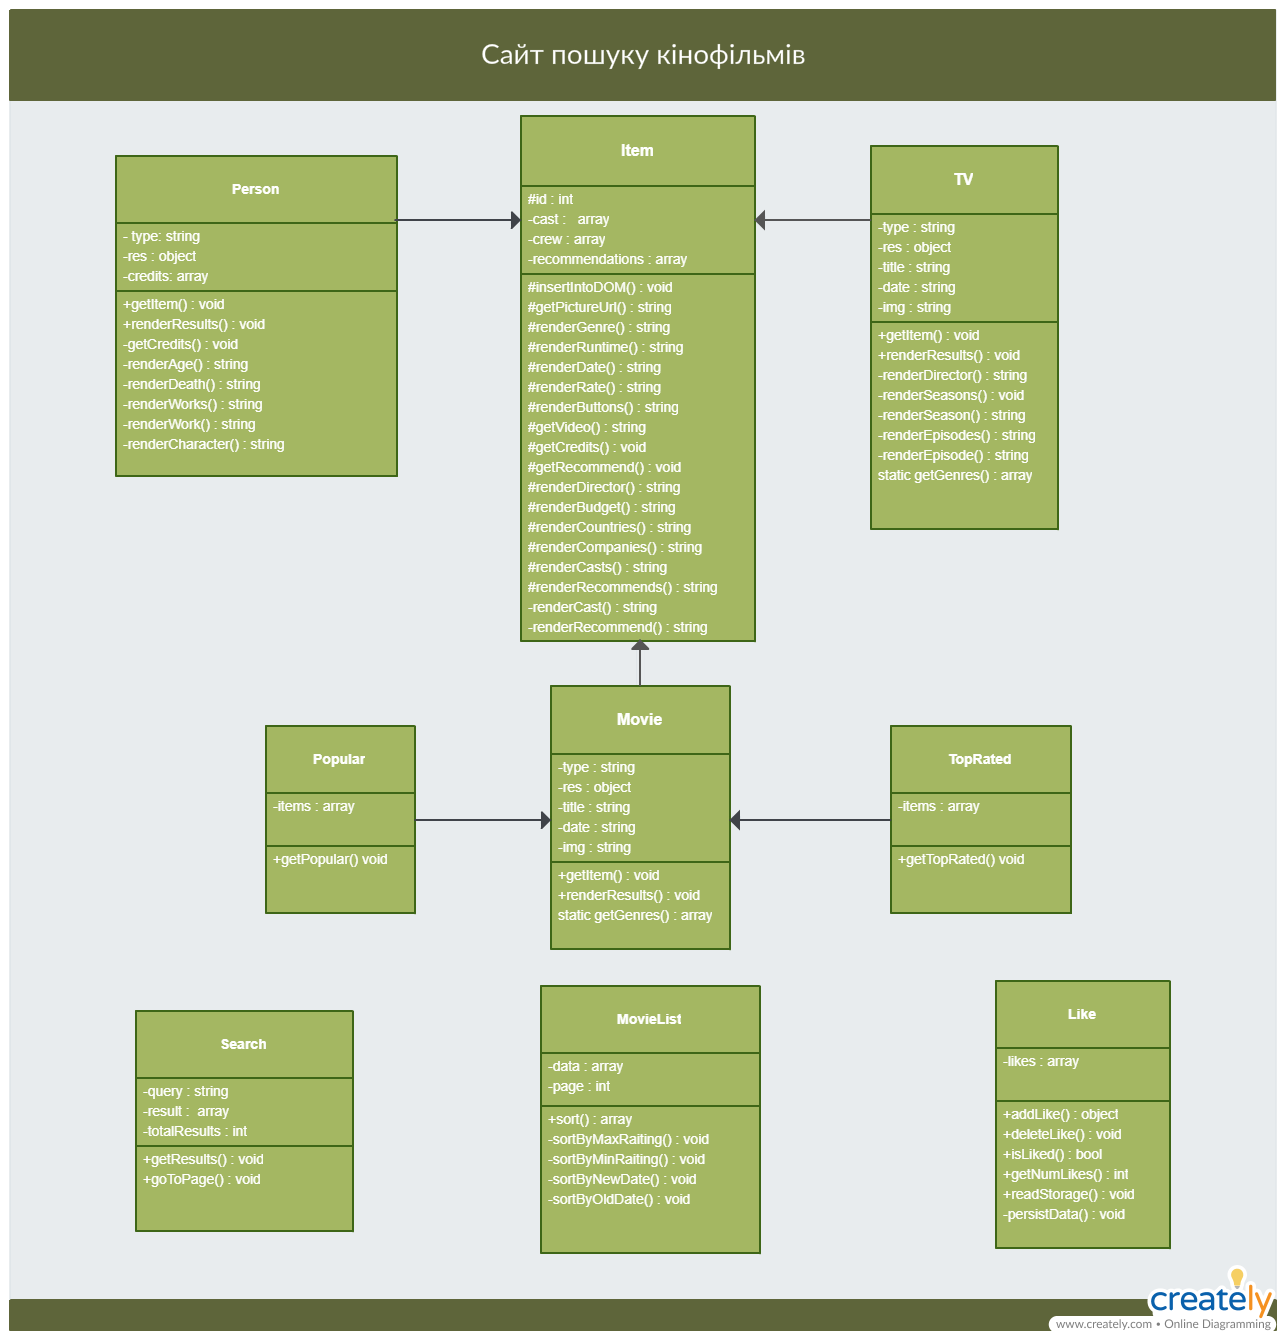 Сайт пошуку кінофільмів
Person
- type: string
-res : object
-credits: array
+getItem() : void
+renderResults() : void
-getCredits() : void
-renderAge() : string
-renderDeath() : string
-renderWorks() : string
-renderWork() : string
-renderCharacter() : string
Item
#id : int
-cast :   array
-crew : array
-recommendations : array
#insertIntoDOM() : void
#getPictureUrl() : string
#renderGenre() : string
#renderRuntime() : string
#renderDate() : string
#renderRate() : string
#renderButtons() : string
#getVideo() : string
#getCredits() : void
#getRecommend() : void
#renderDirector() : string
#renderBudget() : string
#renderCountries() : string
#renderCompanies() : string
#renderCasts() : string
#renderRecommends() : string
-renderCast() : string
-renderRecommend() : string
TV
-type : string
-res : object
-title : string
-date : string
-img : string
+getItem() : void
+renderResults() : void
-renderDirector() : string
-renderSeasons() : void
-renderSeason() : string
-renderEpisodes() : string
-renderEpisode() : string
static getGenres() : array
Popular
-items : array
+getPopular() void
Movie
-type : string
-res : object
-title : string
-date : string
-img : string
+getItem() : void
+renderResults() : void
static getGenres() : array
TopRated
-items : array
+getTopRated() void
Search
-query : string
-result :  array
-totalResults : int
+getResults() : void
+goToPage() : void
MovieList
-data : array
-page : int
+sort() : array
-sortByMaxRaiting() : void
-sortByMinRaiting() : void
-sortByNewDate() : void
-sortByOldDate() : void
Like
-likes : array
+addLike() : object
+deleteLike() : void
+isLiked() : bool
+getNumLikes() : int
+readStorage() : void
-persistData() : void
creately
www.creately.com • Online Diagramming